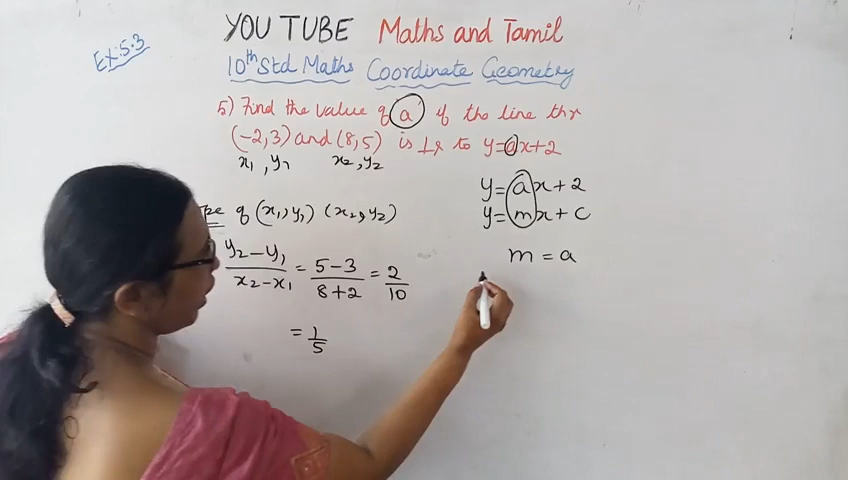 YOU TUBE Maths and Tamil
Ex:5.3
10th Std Maths Coordinate Geometry
5) Find the value of a if the line thr
(-2,3) and (8,5) is ⊥r to y=ax+2
x₁, y₁ x₂, y₂
of (x₁,y₁) (x₂,y₂)
y₂-y₁/x₂-x₁ = 5-3/8+2 = 2/10
= 1/5
y=ax+2
y=mx+c
m = a